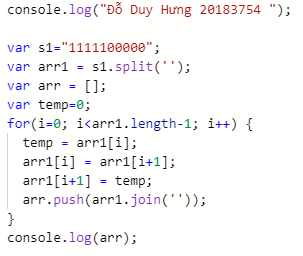 console.log("Đỗ Duy Hưng 20183754 ");
var s1="1111100000";
var arr1 = s1.split('');
var arr = [];
var temp=0;
for(i=0; i<arr1.length-1; i++) {
temp = arr1[i];
arr1[i] = arr1[i+1];
arr1[i+1] = temp;
arr.push(arr1.join(''));
}
console.log(arr);